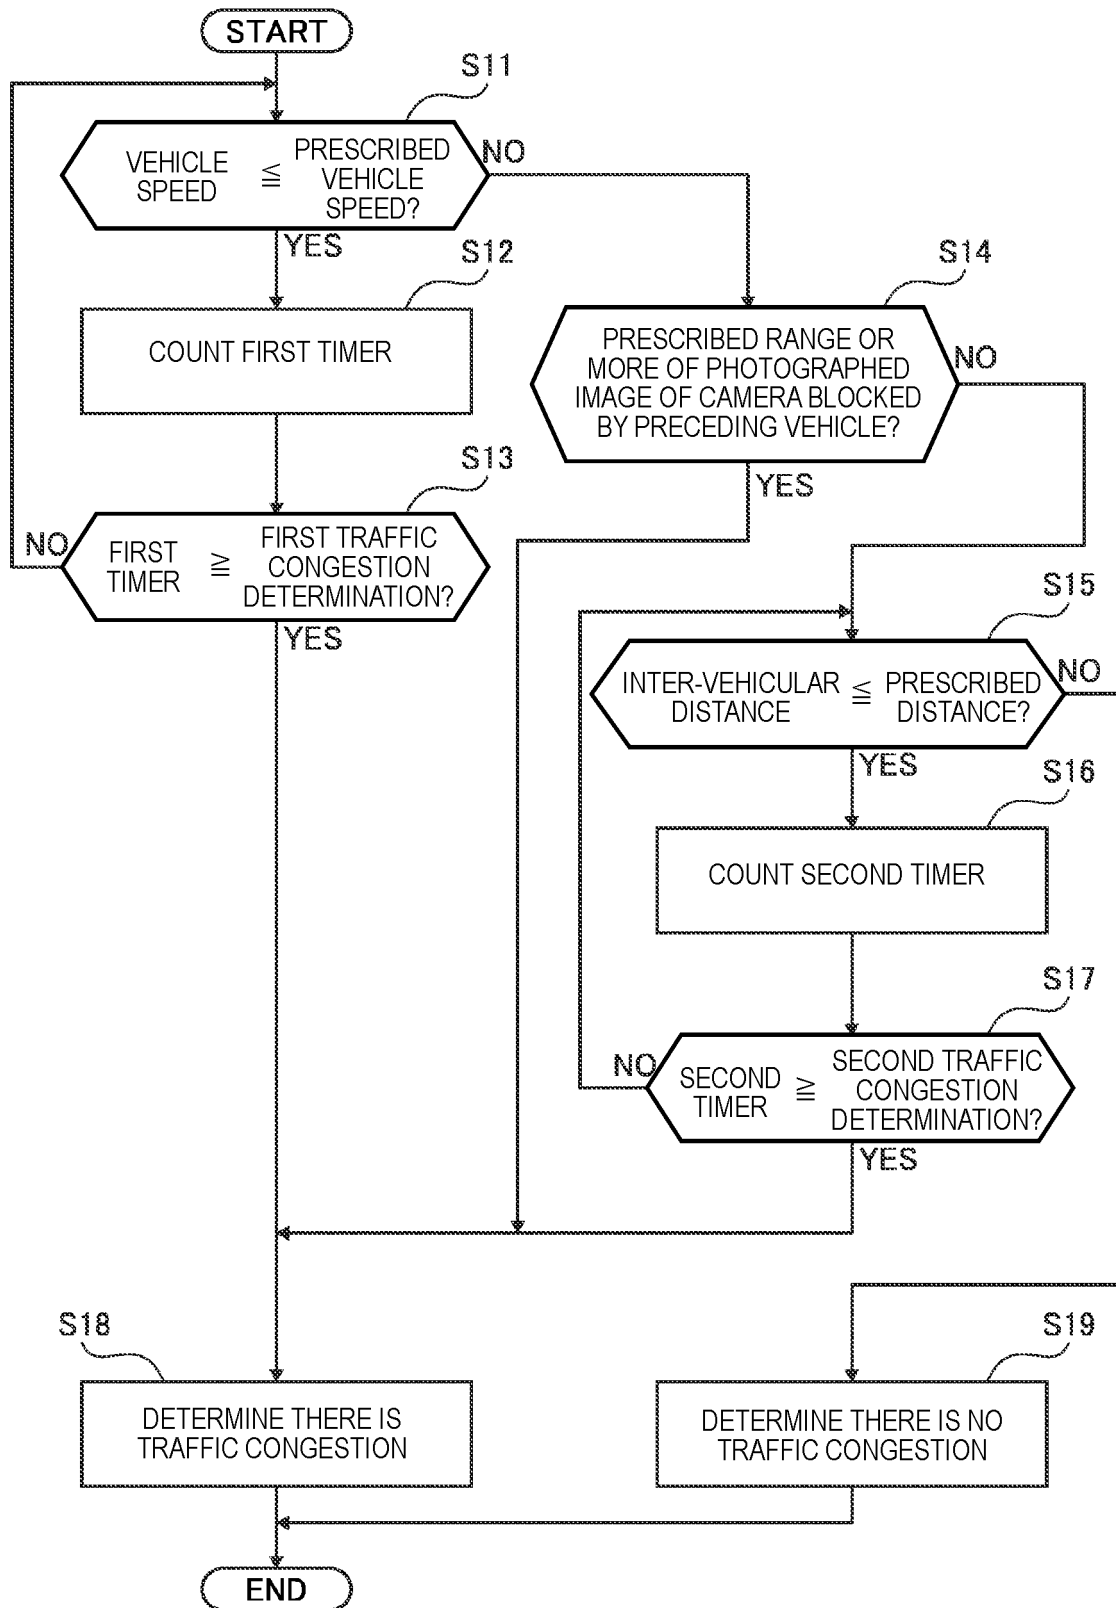 START
S11
VEHICLE SPEED ≦ PRESCRIBED VEHICLE SPEED?
NO
YES
S12
COUNT FIRST TIMER
S13
FIRST TIMER ≧ FIRST TRAFFIC CONGESTION DETERMINATION?
NO
YES
S14
PRESCRIBED RANGE OR
MORE OF PHOTOGRAPHED
IMAGE OF CAMERA BLOCKED
BY PRECEDING VEHICLE?
NO
YES
S15
INTER-VEHICULAR DISTANCE ≦ PRESCRIBED DISTANCE?
NO
YES
S16
COUNT SECOND TIMER
S17
SECOND TIMER ≧ SECOND TRAFFIC CONGESTION DETERMINATION?
NO
YES
S18
DETERMINE THERE IS
TRAFFIC CONGESTION
S19
DETERMINE THERE IS NO
TRAFFIC CONGESTION
END